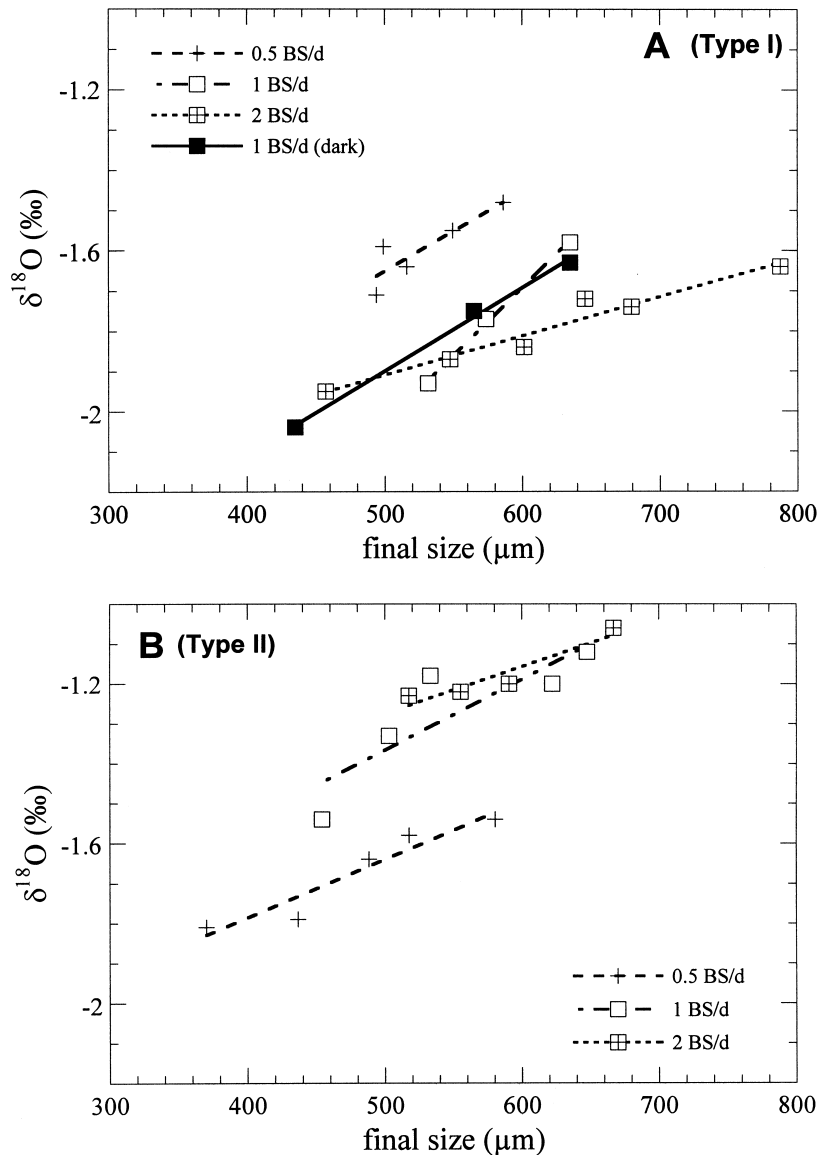 A (Type I)
0.5 BS/d
1 BS/d
2 BS/d
1 BS/d (dark)
-1.2
-1.6
-2
δ18O (‰)
300 400 500 600 700 800
final size (μm)
B (Type II)
-1.2
-1.6
-2
δ18O (‰)
0.5 BS/d
1 BS/d
2 BS/d
300 400 500 600 700 800
final size (μm)